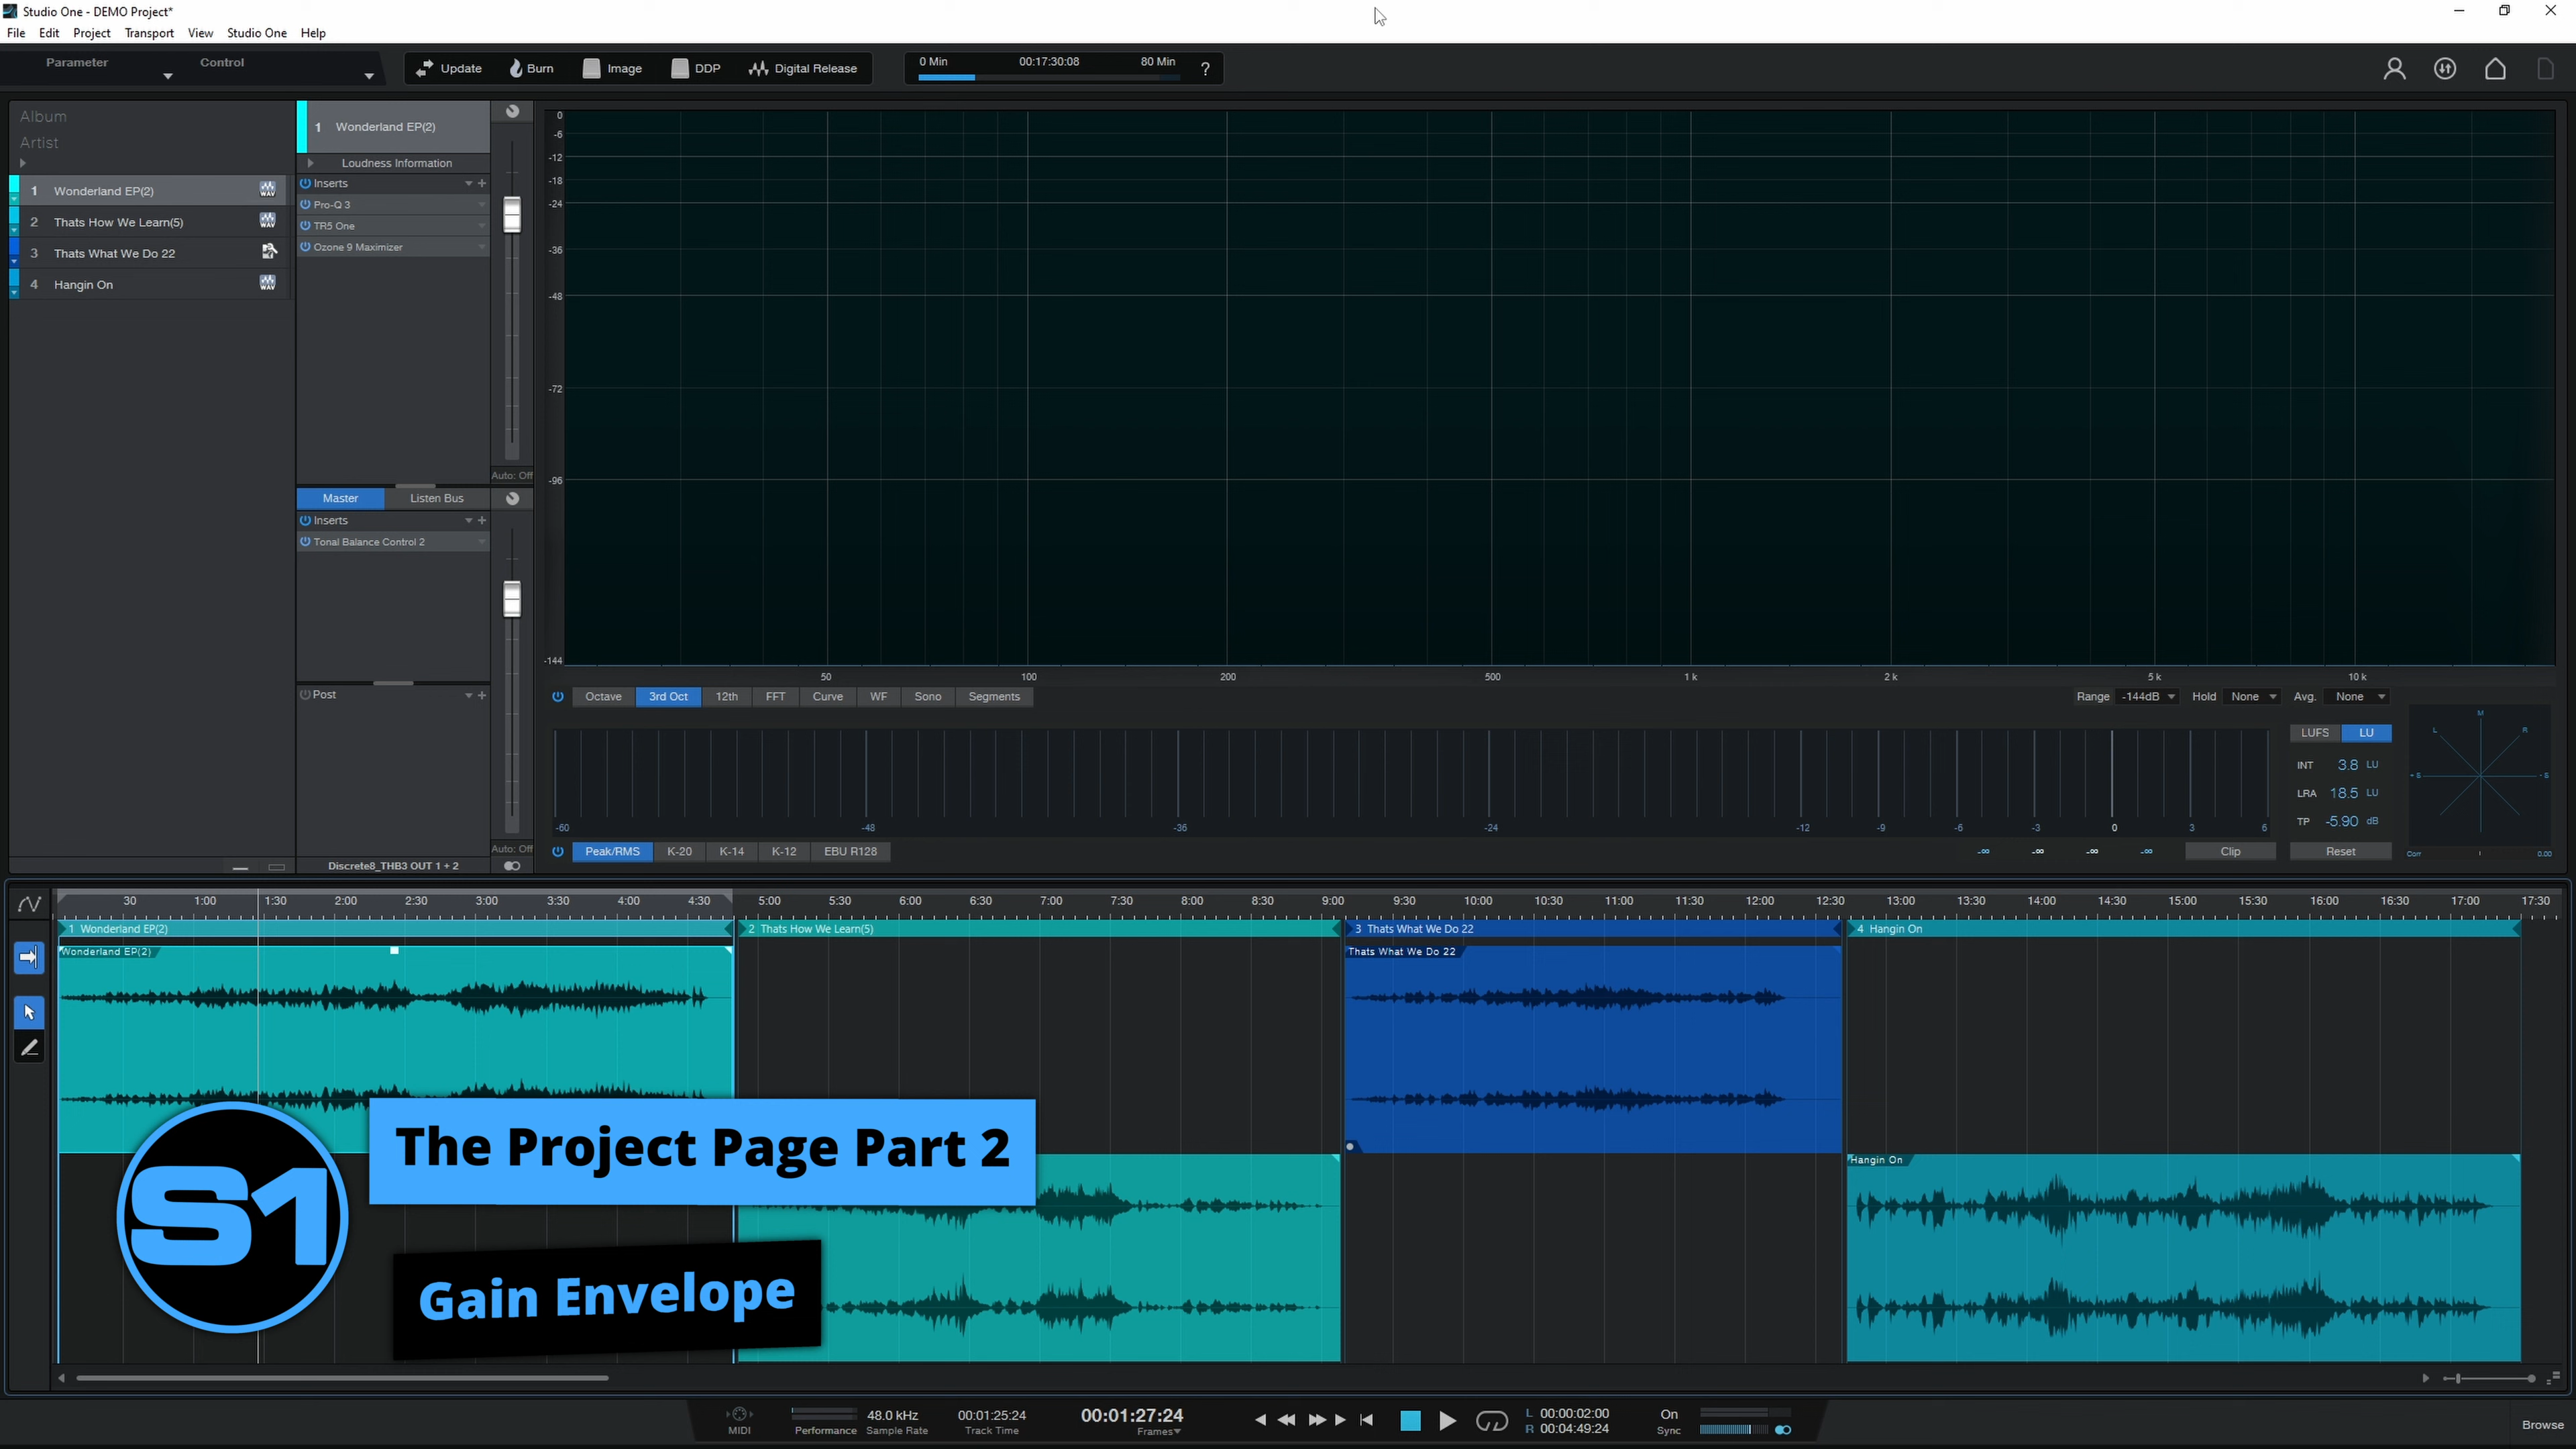 Studio One - DEMO Project*
File Edit Project Transport View Studio One Help
Parameter Control Update Burn Image DDP Digital Release 0 Min 00:17:30:08 80 Min ?
Album
Artist
1 Wonderland EP(2) WAV
2 Thats How We Learn(5) WAV
3 Thats What We Do 22
4 Hangin On WAV
1 Wonderland EP(2)
Loudness Information
Inserts
Pro-Q 3
TR5 One
Ozone 9 Maximizer
Auto: Off
Master Listen Bus
Inserts
Tonal Balance Control 2
Post
Auto: Off
Discrete8_THB3 OUT 1 + 2
0
-6
-12
-18
-24
-36
-48
-72
-96
-144
50 100 200 500 1 k 2 k 5 k 10 k
Octave 3rd Oct 12th FFT Curve WF Sono Segments Range -144dB Hold None Avg. None
-60 -48 -36 -24 -12 -9 -6 -3 0 3 6
Peak/RMS K-20 K-14 K-12 EBU R128 -∞ -∞ -∞ -∞ Clip Reset
LUFS LU
INT 3.8 LU
LRA 18.5 LU
TP -5.90 dB
M
L R
+S -S
Corr 0.00
30 1:00 1:30 2:00 2:30 3:00 3:30 4:00 4:30 5:00 5:30 6:00 6:30 7:00 7:30 8:00 8:30 9:00 9:30 10:00 10:30 11:00 11:30 12:00 12:30 13:00 13:30 14:00 14:30 15:00 15:30 16:00 16:30 17:00 17:30
1 Wonderland EP(2) 2 Thats How We Learn(5) 3 Thats What We Do 22 4 Hangin On
Wonderland EP(2) Thats What We Do 22
Hangin On
S1
The Project Page Part 2
Gain Envelope
MIDI Performance 48.0 kHz Sample Rate 00:01:25:24 Track Time 00:01:27:24 Frames L 00:00:02:00 R 00:04:49:24 On Sync Browse